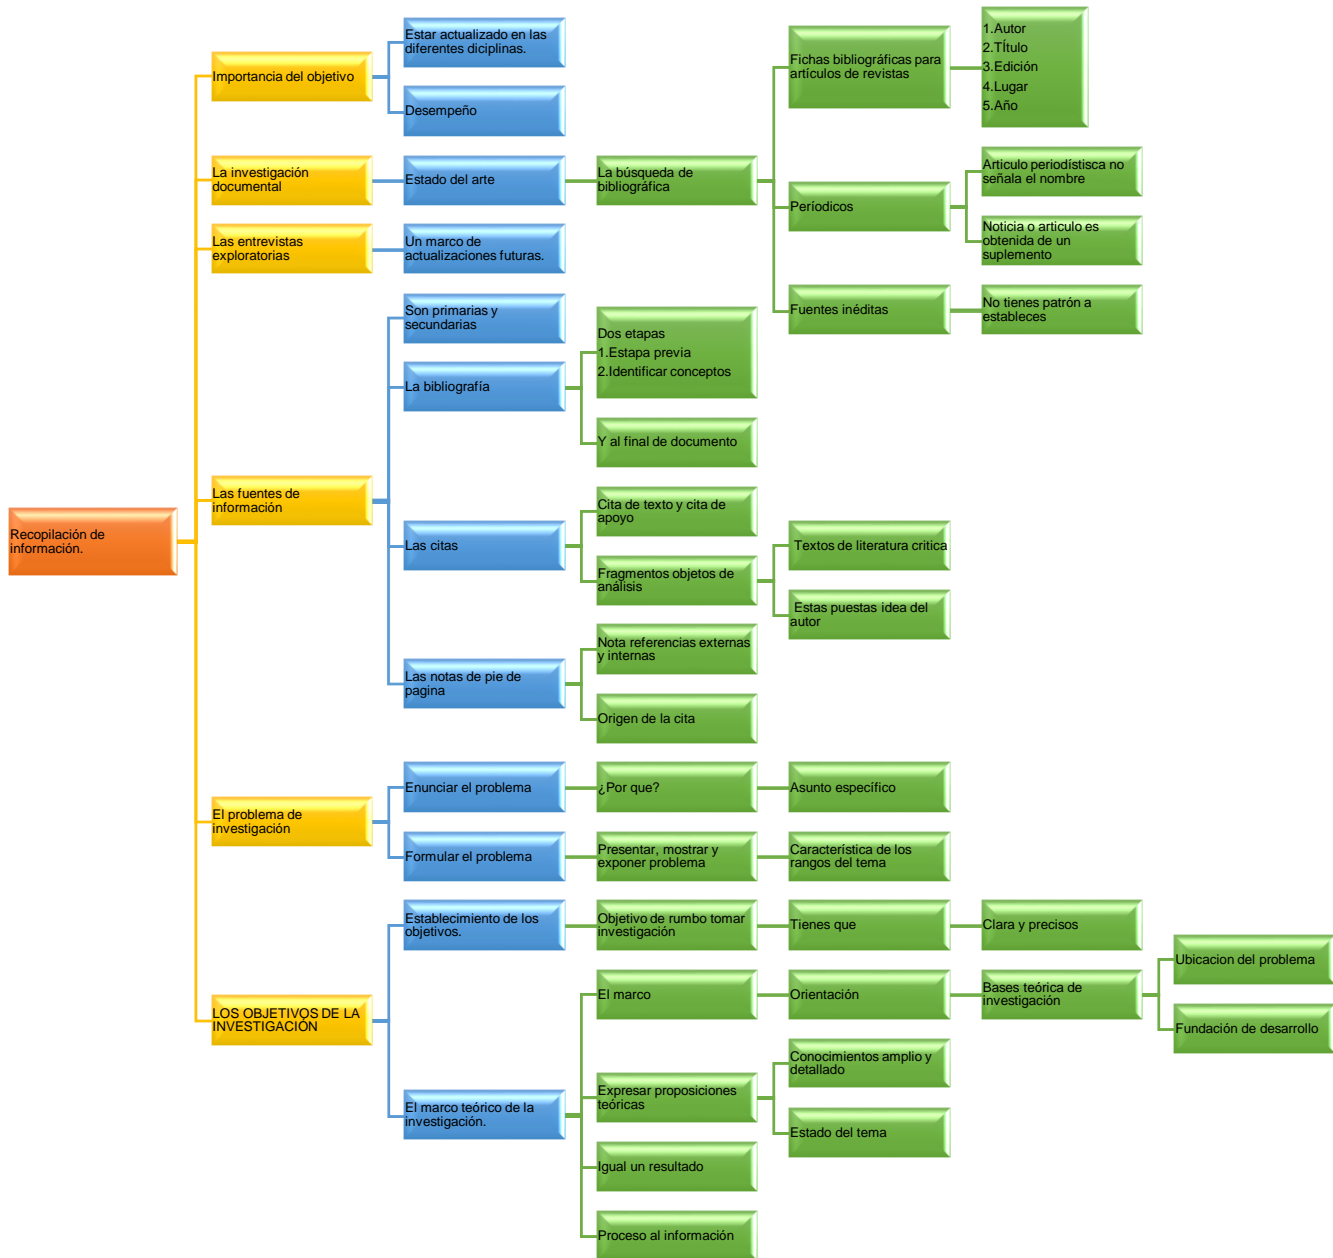 Recopilación de
información.
Importancia del objetivo
Estar actualizado en las
diferentes diciplinas.
Desempeño
La investigación
documental
Estado del arte
La búsqueda de
bibliográfica
Fichas bibliográficas para
artículos de revistas
1.Autor
2.TÍtulo
3.Edición
4.Lugar
5.Año
Períodicos
Articulo periodístisca no
señala el nombre
Noticia o articulo es
obtenida de un
suplemento
Fuentes inéditas
No tienes patrón a
estableces
Las entrevistas
exploratorias
Un marco de
actualizaciones futuras.
Las fuentes de
información
Son primarias y
secundarias
La bibliografía
Dos etapas
1.Estapa previa
2.Identificar conceptos
Y al final de documento
Las citas
Cita de texto y cita de
apoyo
Fragmentos objetos de
análisis
Textos de literatura critica
Estas puestas idea del
autor
Las notas de pie de
pagina
Nota referencias externas
y internas
Origen de la cita
El problema de
investigación
Enunciar el problema
¿Por que?
Asunto específico
Formular el problema
Presentar, mostrar y
exponer problema
Característica de los
rangos del tema
LOS OBJETIVOS DE LA
INVESTIGACIÓN
Establecimiento de los
objetivos.
Objetivo de rumbo tomar
investigación
Tienes que
Clara y precisos
El marco teórico de la
investigación.
El marco
Orientación
Bases teórica de
investigación
Ubicacion del problema
Fundación de desarrollo
Expresar proposiciones
teóricas
Conocimientos amplio y
detallado
Estado del tema
Igual un resultado
Proceso al información